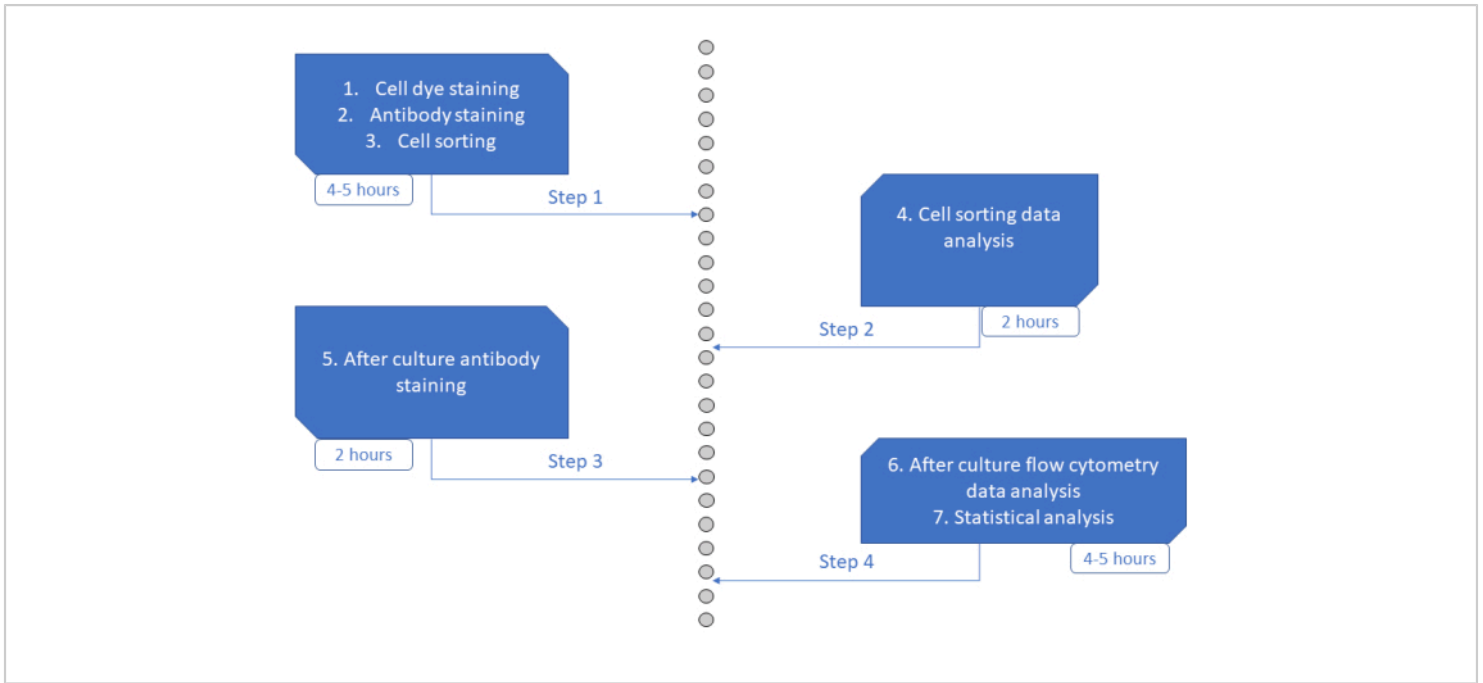 1. Cell dye staining
2. Antibody staining
3. Cell sorting
4-5 hours
Step 1
4. Cell sorting data
analysis
2 hours
Step 2
5. After culture antibody
staining
2 hours
Step 3
6. After culture flow cytometry
data analysis
7. Statistical analysis
4-5 hours
Step 4